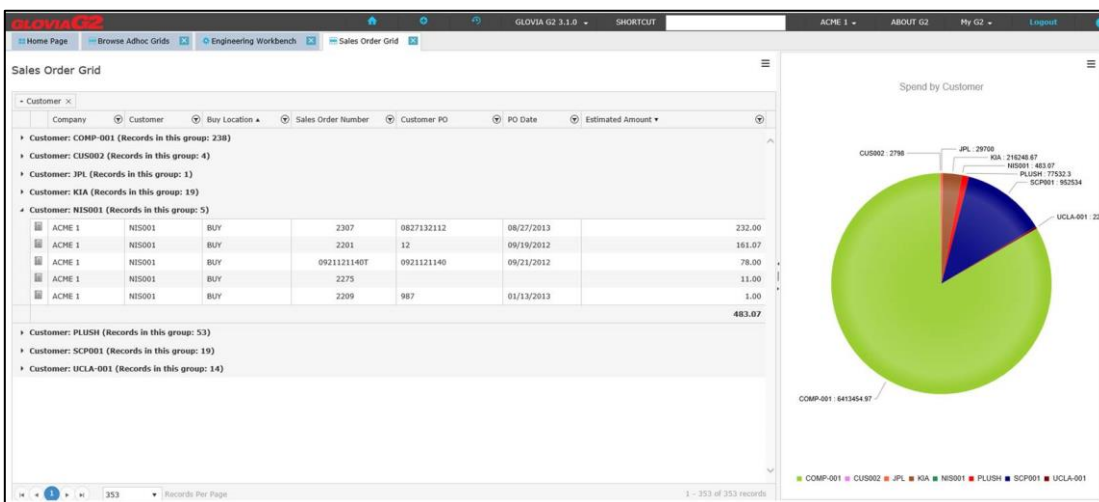 GLOVIA G2 GLOVIA G2 3.1.0 SHORTCUT ACME 1 ABOUT G2 My G2 Logout
Home Page Browse Adhoc Grids Engineering Workbench Sales Order Grid
Sales Order Grid
Customer ×
Company Customer Buy Location Sales Order Number Customer PO PO Date Estimated Amount
Customer: COMP-001 (Records in this group: 238)
Customer: CUS002 (Records in this group: 4)
Customer: JPL (Records in this group: 1)
Customer: KIA (Records in this group: 19)
Customer: NIS001 (Records in this group: 5)
ACME 1 NIS001 BUY 2307 0827132112 08/27/2013 232.00
ACME 1 NIS001 BUY 2201 12 09/19/2012 161.07
ACME 1 NIS001 BUY 0921121140T 0921121140 09/21/2012 78.00
ACME 1 NIS001 BUY 2275 11.00
ACME 1 NIS001 BUY 2209 987 01/13/2013 1.00
483.07
Customer: PLUSH (Records in this group: 53)
Customer: SCP001 (Records in this group: 19)
Customer: UCLA-001 (Records in this group: 14)
1 353 Records Per Page 1 - 353 of 353 records
Spend by Customer
CUS002 : 2798
JPL : 29708
KIA : 216248.67
NIS001 : 483.07
PLUSH : 77532.3
SCP001 : 952534
UCLA-001 : 22
COMP-001 : 6413454.97
COMP-001 CUS002 JPL KIA NIS001 PLUSH SCP001 UCLA-001